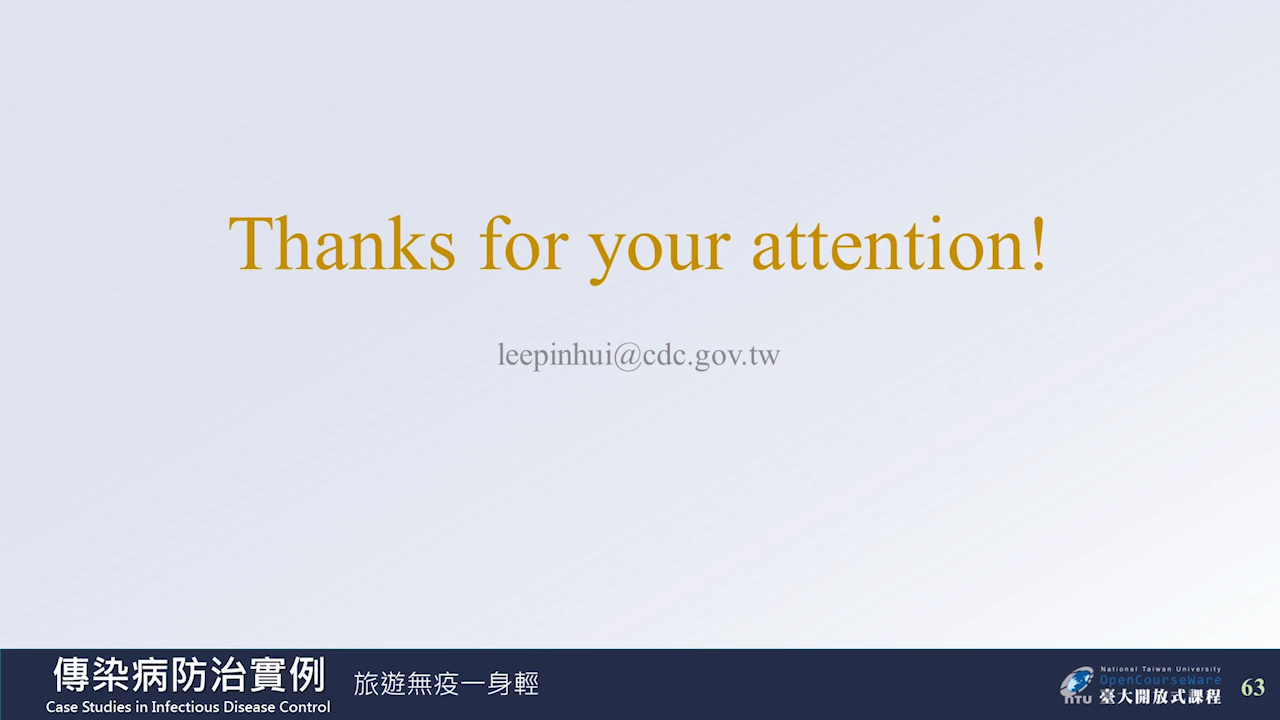 Thanks for your attention!
leepinhui@cdc.gov.tw
傳染病防治實例
Case Studies in Infectious Disease Control
旅遊無疫一身輕
National Taiwan University
OpenCourseWare
NTU 臺大開放式課程
63